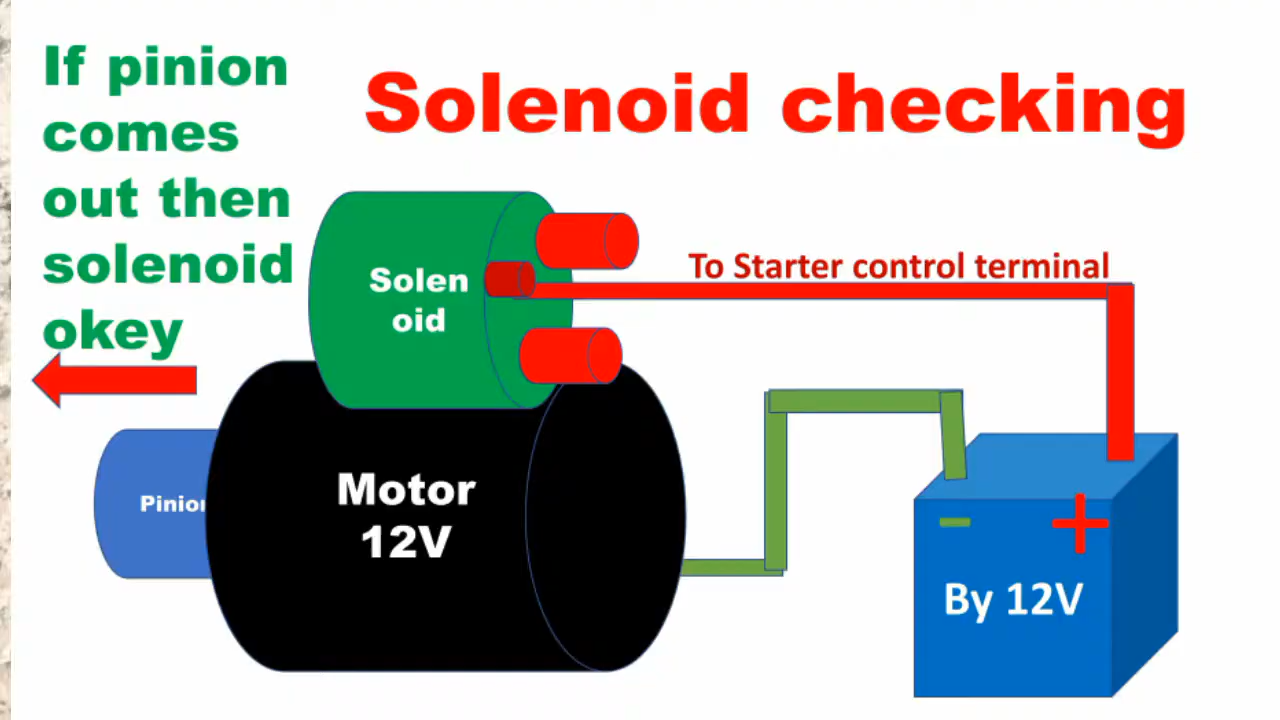 If pinion
comes
out then
solenoid
okey
Solenoid checking
Solen
oid
To Starter control terminal
Pinion
Motor
12V
- +
By 12V